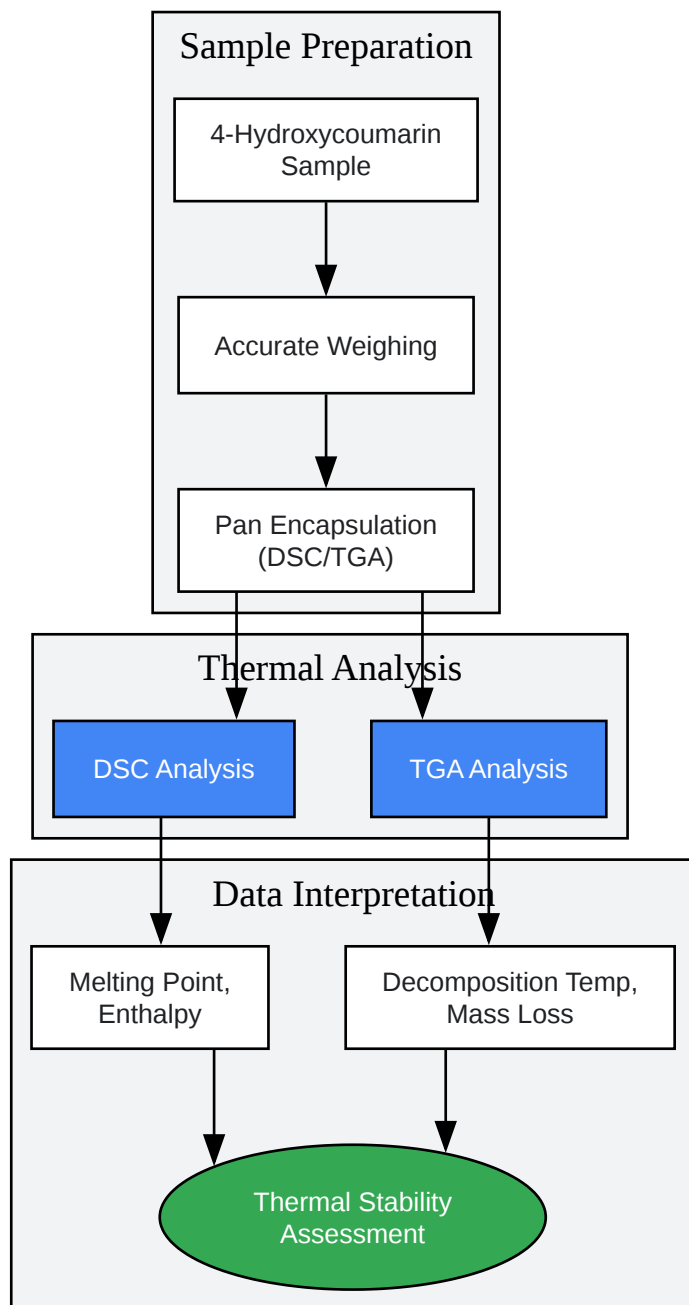 Sample Preparation
4-Hydroxycoumarin
Sample
Accurate Weighing
Pan Encapsulation
(DSC/TGA)
Thermal Analysis
DSC Analysis
TGA Analysis
Data Interpretation
Melting Point,
Enthalpy
Decomposition Temp,
Mass Loss
Thermal Stability
Assessment